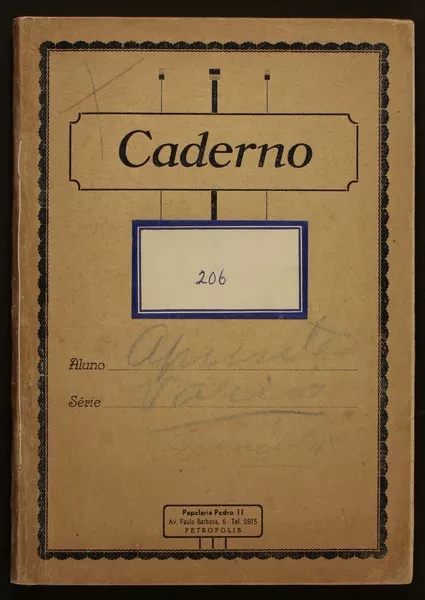 Caderno
206
Aluno
Série
Papelaria Pedro II
Av. Paulo Barbosa, 6 - Tel. 2815
PETROPOLIS